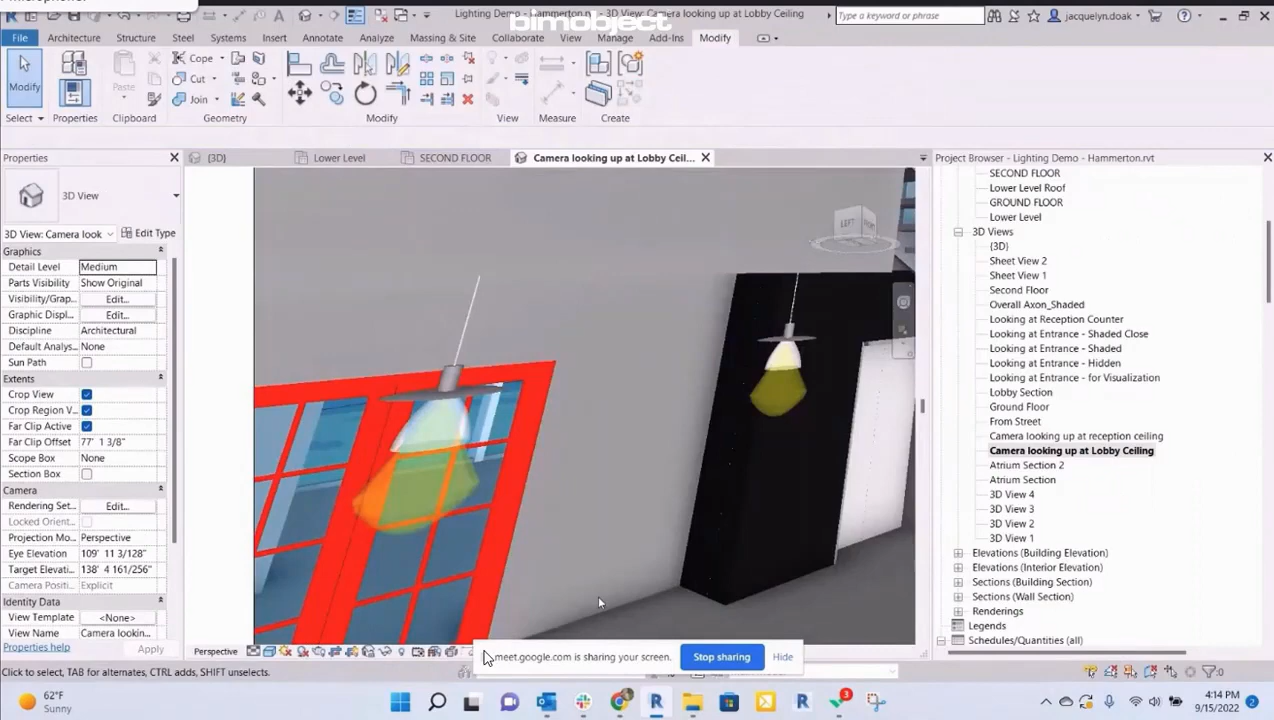 Lighting Demo - Hammerton.rvt - 3D View: Camera looking up at Lobby Ceiling
bimobject
Type a keyword or phrase
jacquelyn.doak
File
Architecture
Structure
Steel
Systems
Insert
Annotate
Analyze
Massing & Site
Collaborate
View
Manage
Add-Ins
Modify
Modify
Properties
Paste
Cope
Cut
Join
Select
Properties
Clipboard
Geometry
Modify
View
Measure
Create
Properties
{3D}
Lower Level
SECOND FLOOR
Camera looking up at Lobby Ceil...
Project Browser - Lighting Demo - Hammerton.rvt
3D View
3D View: Camera look
Edit Type
Graphics
Detail Level Medium
Parts Visibility Show Original
Visibility/Grap... Edit...
Graphic Displ... Edit...
Discipline Architectural
Default Analys... None
Sun Path
Extents
Crop View
Crop Region V...
Far Clip Active
Far Clip Offset 77' 1 3/8"
Scope Box None
Section Box
Camera
Rendering Set... Edit...
Locked Orient...
Projection Mo... Perspective
Eye Elevation 109' 11 3/128"
Target Elevati... 138' 4 161/256"
Camera Positi... Explicit
Identity Data
View Template <None>
View Name Camera lookin...
Properties help
Apply
LEFT
SECOND FLOOR
Lower Level Roof
GROUND FLOOR
Lower Level
3D Views
{3D}
Sheet View 2
Sheet View 1
Second Floor
Overall Axon_Shaded
Looking at Reception Counter
Looking at Entrance - Shaded Close
Looking at Entrance - Shaded
Looking at Entrance - Hidden
Looking at Entrance - for Visualization
Lobby Section
Ground Floor
From Street
Camera looking up at reception ceiling
Camera looking up at Lobby Ceiling
Atrium Section 2
Atrium Section
3D View 4
3D View 3
3D View 2
3D View 1
Elevations (Building Elevation)
Elevations (Interior Elevation)
Sections (Building Section)
Sections (Wall Section)
Renderings
Legends
Schedules/Quantities (all)
Perspective
meet.google.com is sharing your screen.
Stop sharing
Hide
cts, TAB for alternates, CTRL adds, SHIFT unselects.
:0
62°F
Sunny
3
4:14 PM
9/15/2022
2